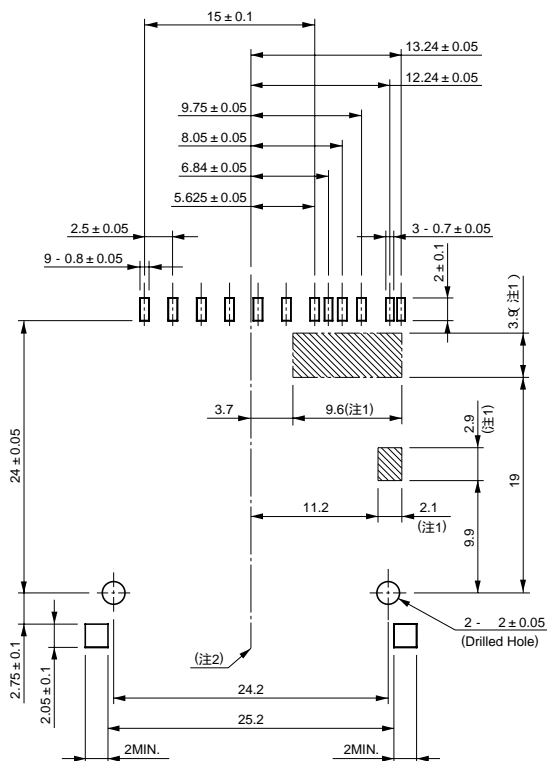 15 ± 0.1
13.24 ± 0.05
12.24 ± 0.05
9.75 ± 0.05
8.05 ± 0.05
6.84 ± 0.05
5.625 ± 0.05
2.5 ± 0.05
3 - 0.7 ± 0.05
9 - 0.8 ± 0.05
2 ± 0.1
3.9(注1)
3.7
9.6(注1)
2.9
(注1)
24 ± 0.05
19
11.2
2.1
(注1)
9.9
2 - 2 ± 0.05
(Drilled Hole)
2.75 ± 0.1
2.05 ± 0.1
(注2)
24.2
25.2
2MIN.
2MIN.